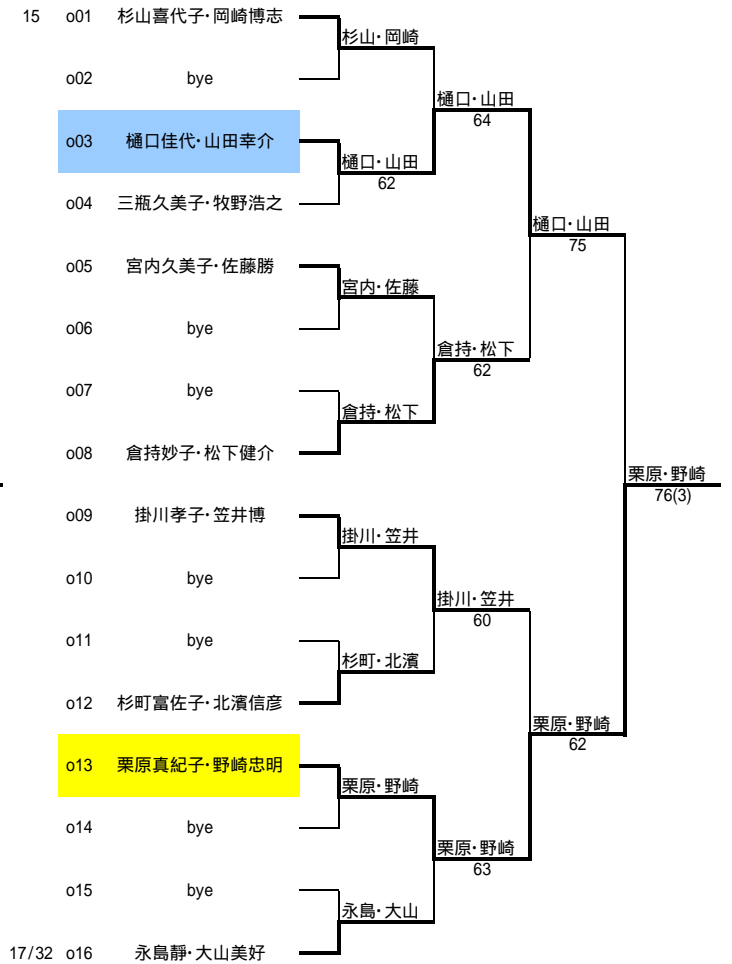 15 o01 杉山喜代子・岡崎博志
杉山・岡崎
o02 bye
樋口・山田
64
o03 樋口佳代・山田幸介
樋口・山田
62
o04 三瓶久美子・牧野浩之
樋口・山田
75
o05 宮内久美子・佐藤勝
宮内・佐藤
o06 bye
倉持・松下
62
o07 bye
倉持・松下
o08 倉持妙子・松下健介
栗原・野崎
76(3)
o09 掛川孝子・笠井博
掛川・笠井
o10 bye
掛川・笠井
60
o11 bye
杉町・北濱
o12 杉町富佐子・北濱信彦
栗原・野崎
62
o13 栗原真紀子・野崎忠明
栗原・野崎
o14 bye
栗原・野崎
63
o15 bye
永島・大山
17/32 o16 永島靜・大山美好